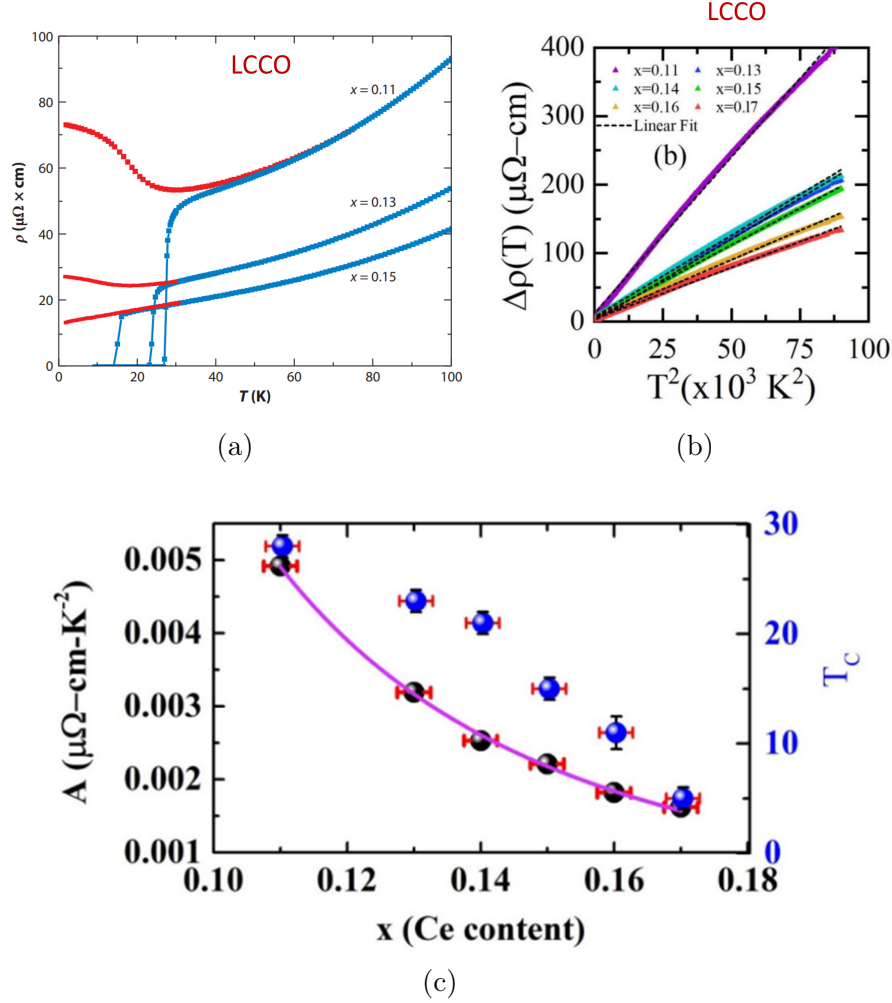 LCCO
100
80
60
40
20
0
ρ (μΩ × cm)
x = 0.11
x = 0.13
x = 0.15
0 20 40 60 80 100
T (K)
(a)
LCCO
400
300
200
100
0
Δρ(T) (μΩ−cm)
x=0.11 x=0.13
x=0.14 x=0.15
x=0.16 x=0.17
Linear Fit
(b)
0 25 50 75 100
T²(x10³ K²)
(b)
0.005
0.004
0.003
0.002
0.001
A ((μΩ−cm-K⁻²)
30
20
10
0
T_C
0.10 0.12 0.14 0.16 0.18
x (Ce content)
(c)